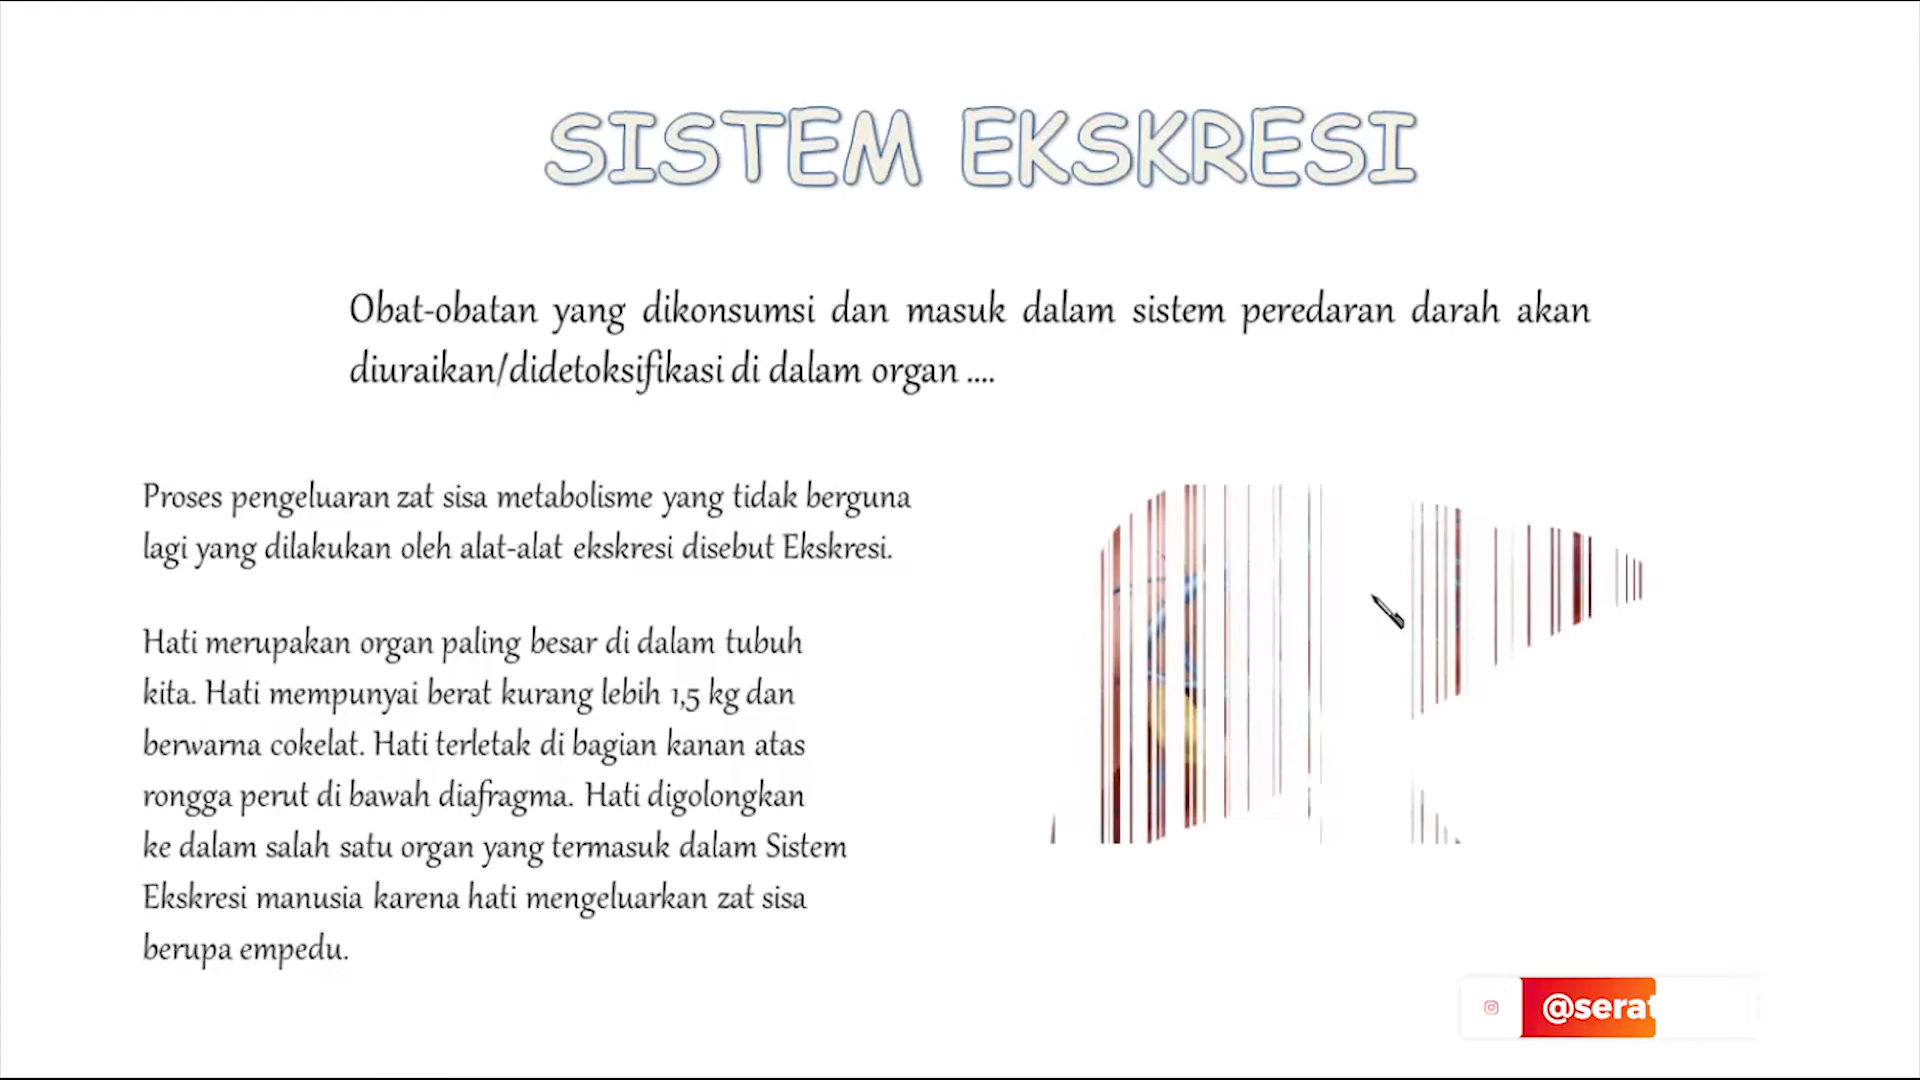 SISTEM EKSKRESI
Obat-obatan yang dikonsumsi dan masuk dalam sistem peredaran darah akan
diuraikan/didetoksifikasi di dalam organ ....
Proses pengeluaran zat sisa metabolisme yang tidak berguna
lagi yang dilakukan oleh alat-alat ekskresi disebut Ekskresi.
Hati merupakan organ paling besar di dalam tubuh
kita. Hati mempunyai berat kurang lebih 1,5 kg dan
berwarna cokelat. Hati terletak di bagian kanan atas
rongga perut di bawah diafragma. Hati digolongkan
ke dalam salah satu organ yang termasuk dalam Sistem
Ekskresi manusia karena hati mengeluarkan zat sisa
berupa empedu.
@serat